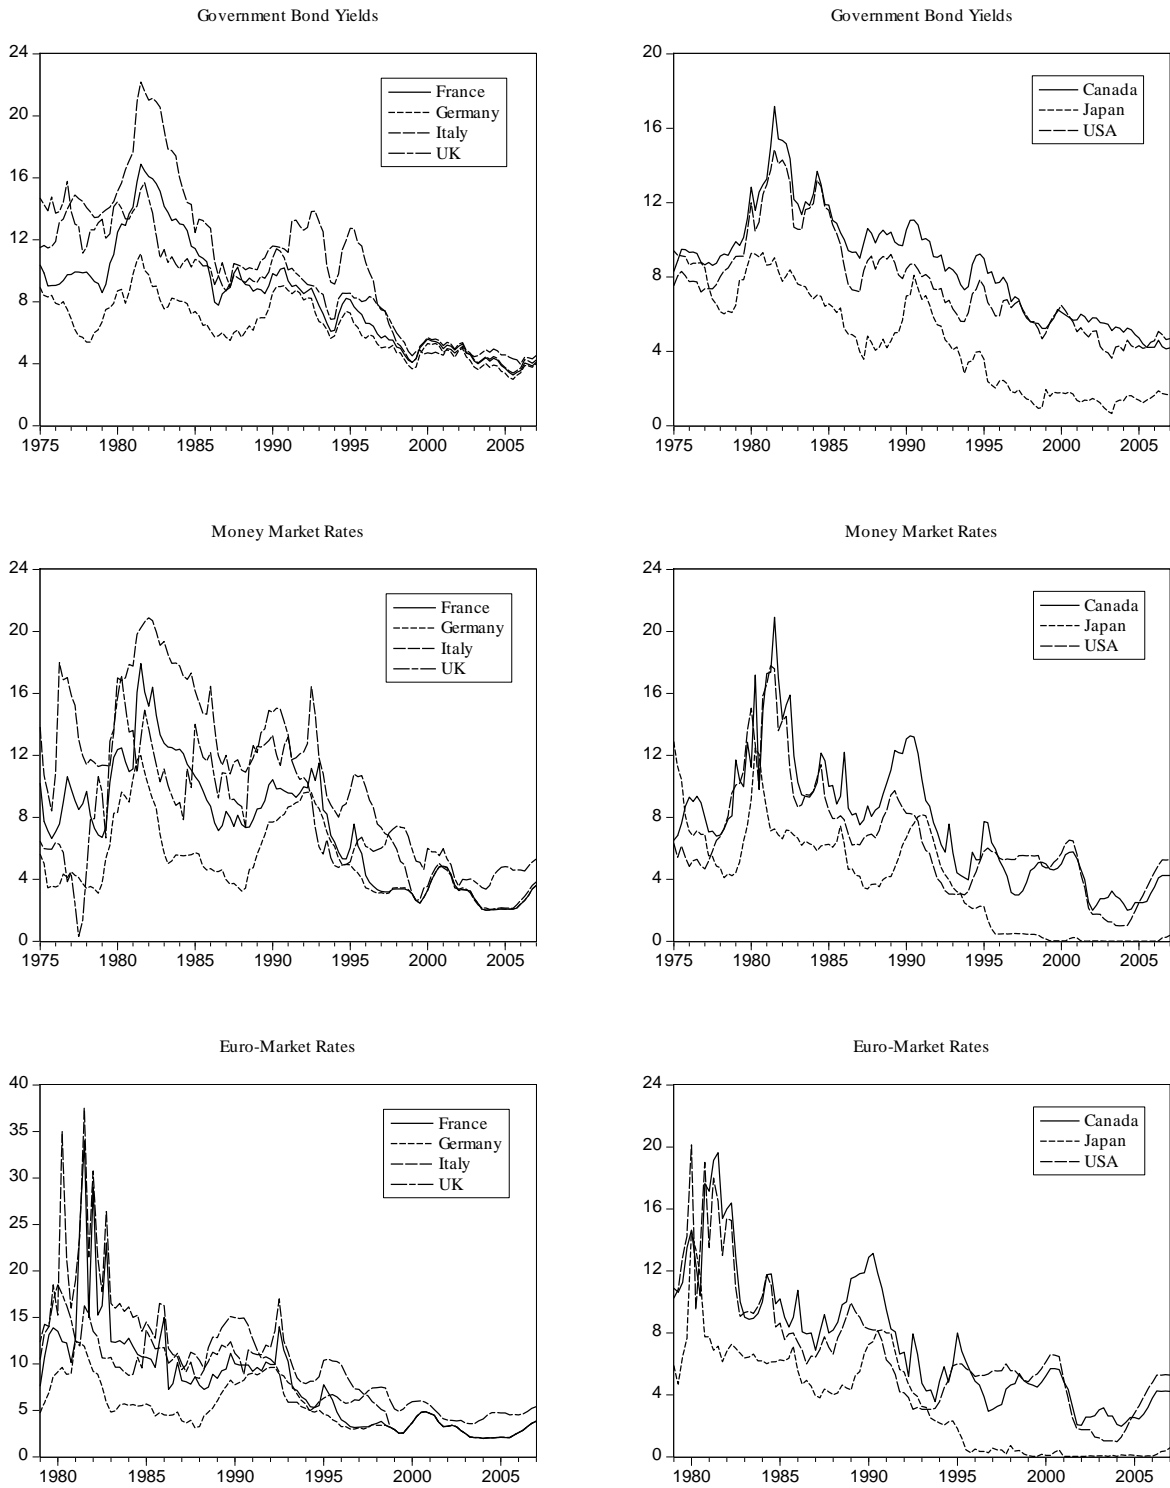 Government Bond Yields
24
20
16
12
8
4
0
1975 1980 1985 1990 1995 2000 2005
France
Germany
Italy
UK
Government Bond Yields
20
16
12
8
4
0
1975 1980 1985 1990 1995 2000 2005
Canada
Japan
USA
Money Market Rates
24
20
16
12
8
4
0
1975 1980 1985 1990 1995 2000 2005
France
Germany
Italy
UK
Money Market Rates
24
20
16
12
8
4
0
1975 1980 1985 1990 1995 2000 2005
Canada
Japan
USA
Euro-Market Rates
40
35
30
25
20
15
10
5
0
1980 1985 1990 1995 2000 2005
France
Germany
Italy
UK
Euro-Market Rates
24
20
16
12
8
4
0
1980 1985 1990 1995 2000 2005
Canada
Japan
USA